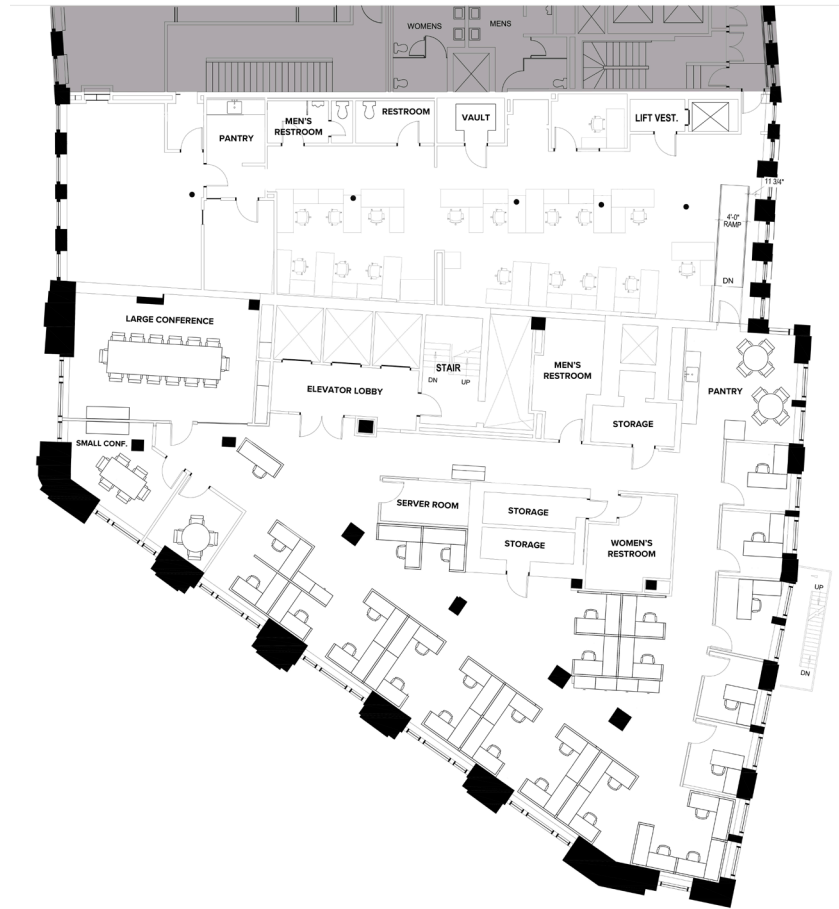 WOMENS
MENS
PANTRY
MEN'S
RESTROOM
RESTROOM
VAULT
LIFT VEST.
11 3/4"
4'-0"
RAMP
DN
LARGE CONFERENCE
ELEVATOR LOBBY
STAIR
DN
UP
MEN'S
RESTROOM
STORAGE
PANTRY
SMALL CONF.
SERVER ROOM
STORAGE
STORAGE
WOMEN'S
RESTROOM
UP
DN